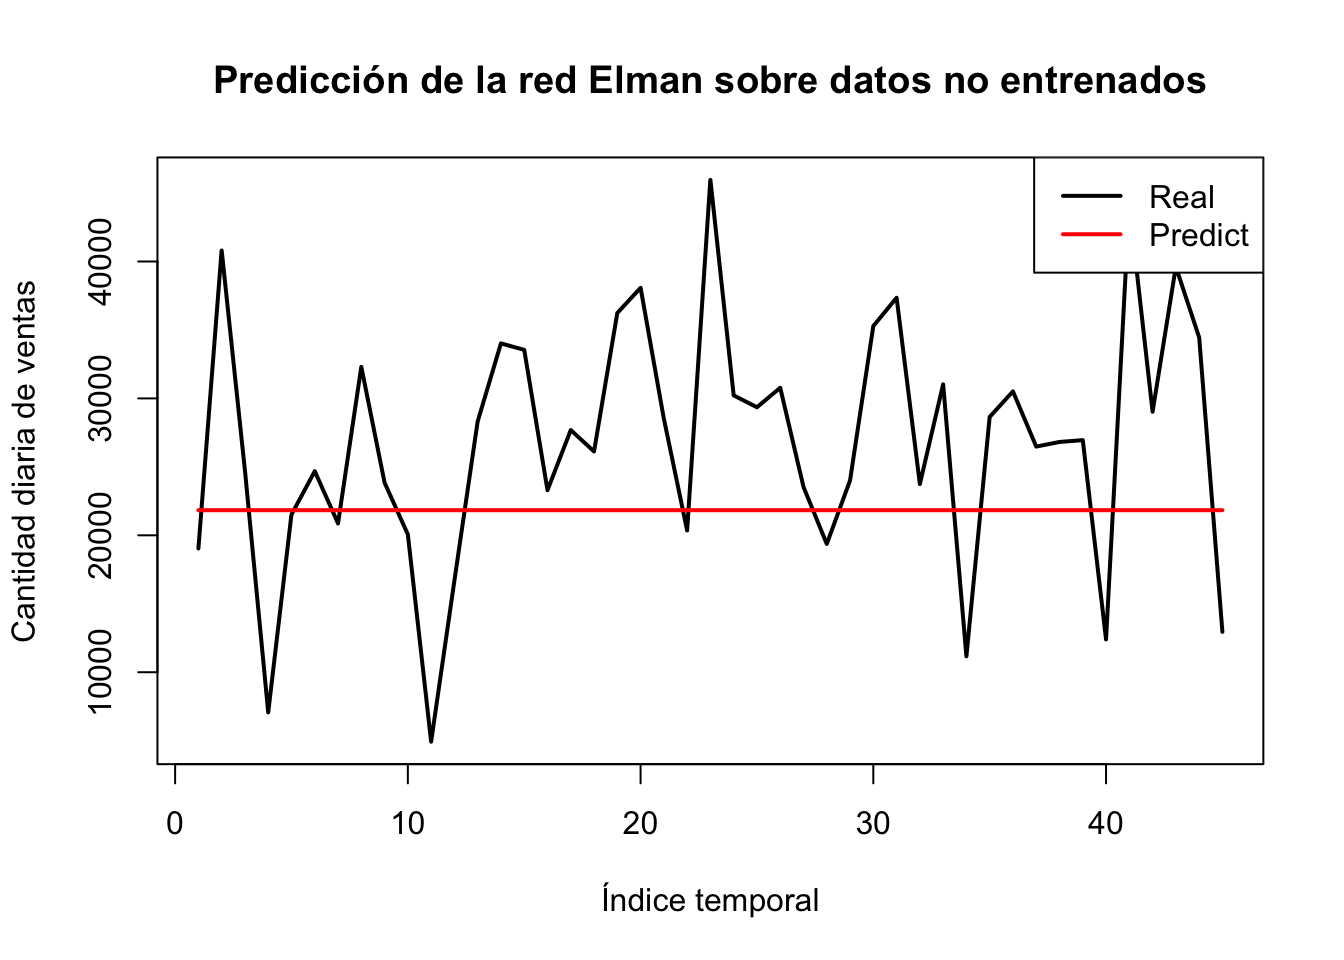 Predicción de la red Elman sobre datos no entrenados
Real
Predict
Cantidad diaria de ventas
40000
30000
20000
10000
0 10 20 30 40
Índice temporal